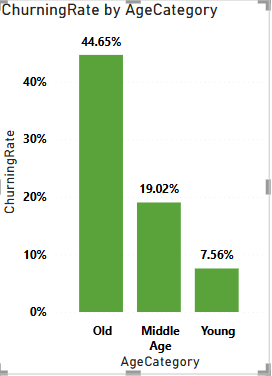 ChurningRate by AgeCategory
44.65%
40%
30%
ChurningRate
19.02%
20%
7.56%
10%
0%
Old
Middle
Age
Young
AgeCategory